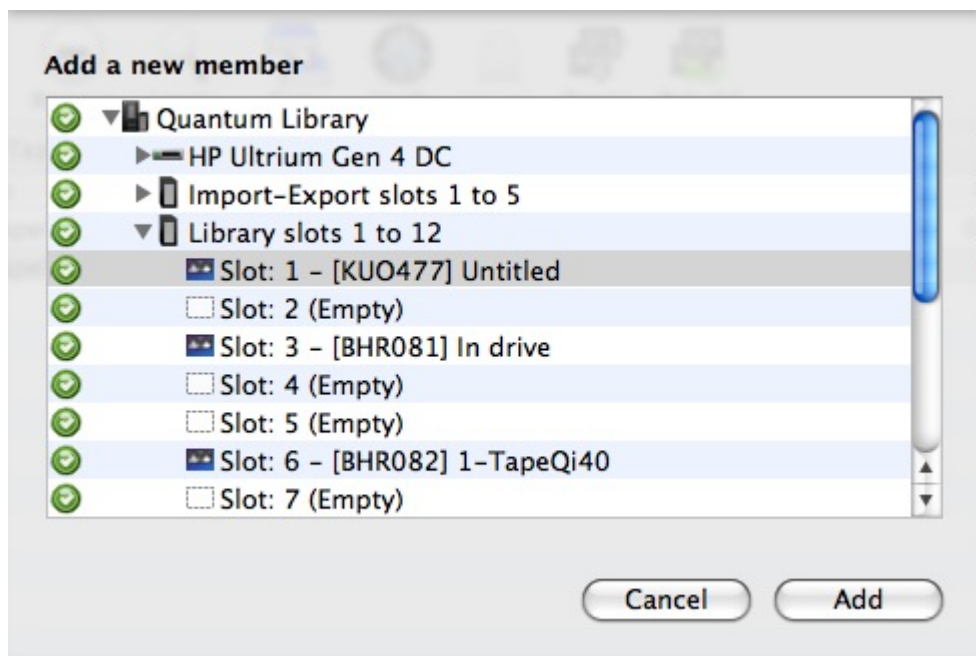 Add a new member
Quantum Library
HP Ultrium Gen 4 DC
Import-Export slots 1 to 5
Library slots 1 to 12
Slot: 1 – [KUO477] Untitled
Slot: 2 (Empty)
Slot: 3 – [BHR081] In drive
Slot: 4 (Empty)
Slot: 5 (Empty)
Slot: 6 – [BHR082] 1-TapeQi40
Slot: 7 (Empty)
Cancel Add